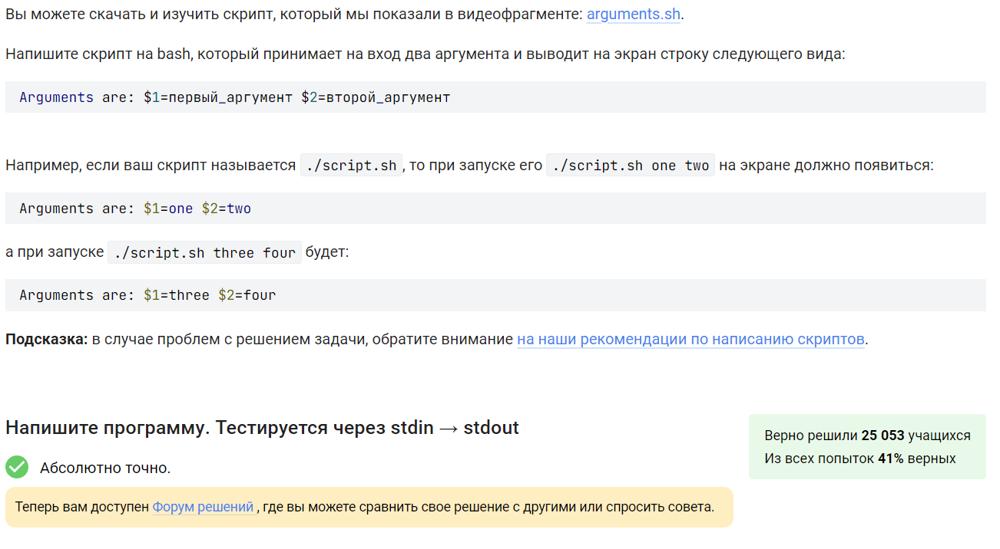 Вы можете скачать и изучить скрипт, который мы показали в видеофрагменте: arguments.sh.
Напишите скрипт на bash, который принимает на вход два аргумента и выводит на экран строку следующего вида:
Arguments are: $1=первый_аргумент $2=второй_аргумент
Например, если ваш скрипт называется ./script.sh, то при запуске его ./script.sh one two на экране должно появиться:
Arguments are: $1=one $2=two
а при запуске ./script.sh three four будет:
Arguments are: $1=three $2=four
Подсказка: в случае проблем с решением задачи, обратите внимание на наши рекомендации по написанию скриптов.
Напишите программу. Тестируется через stdin → stdout
Верно решили 25 053 учащихся
Из всех попыток 41% верных
Абсолютно точно.
Теперь вам доступен Форум решений , где вы можете сравнить свое решение с другими или спросить совета.